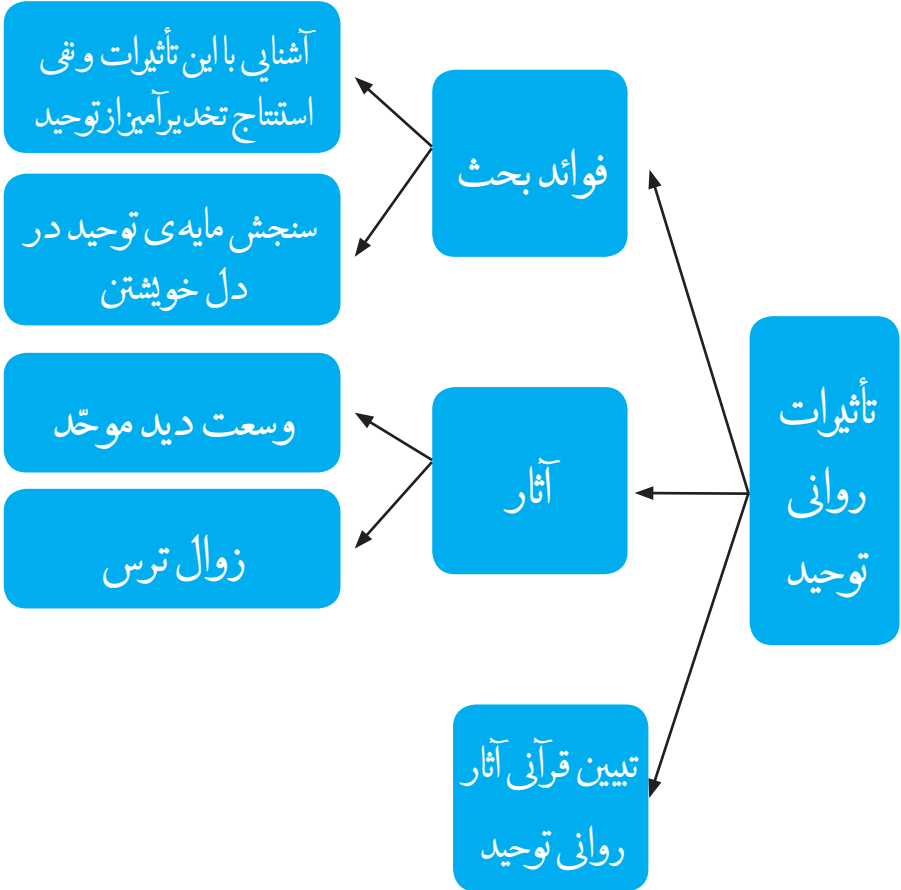 تأثیرات
روانی
توحید
فوائد بحث
آشنایی با این تأثیرات و نفی
استنتاج تخدیرآمیز از توحید
سنجش مایه‌ی توحید در
دل خویشتن
آثار
وسعت دید موحّد
زوال ترس
تبیین قرآنی آثار
روانی توحید